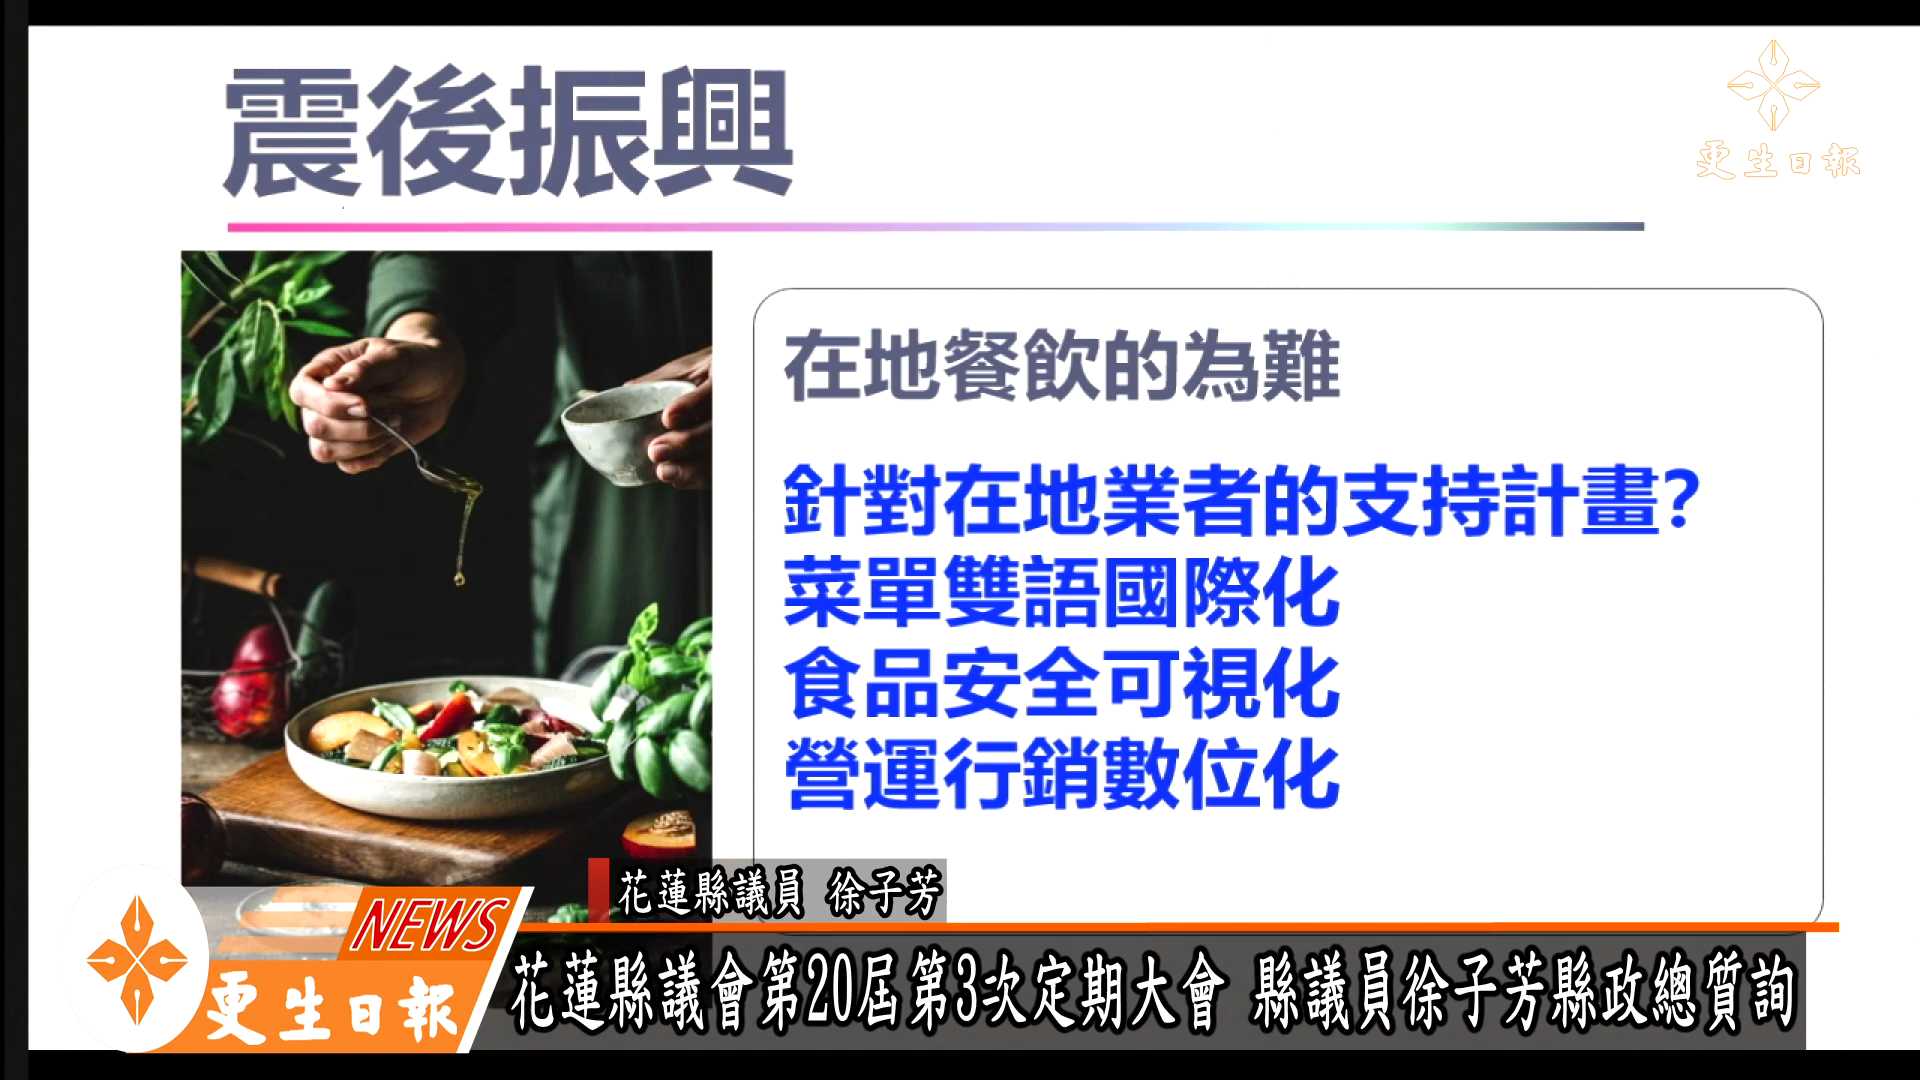 震後振興
更生日報
在地餐飲的為難
針對在地業者的支持計畫?
菜單雙語國際化
食品安全可視化
營運行銷數位化
花蓮縣議員 徐子芳
NEWS
更生日報
花蓮縣議會第20屆第3次定期大會 縣議員徐子芳縣政總質詢